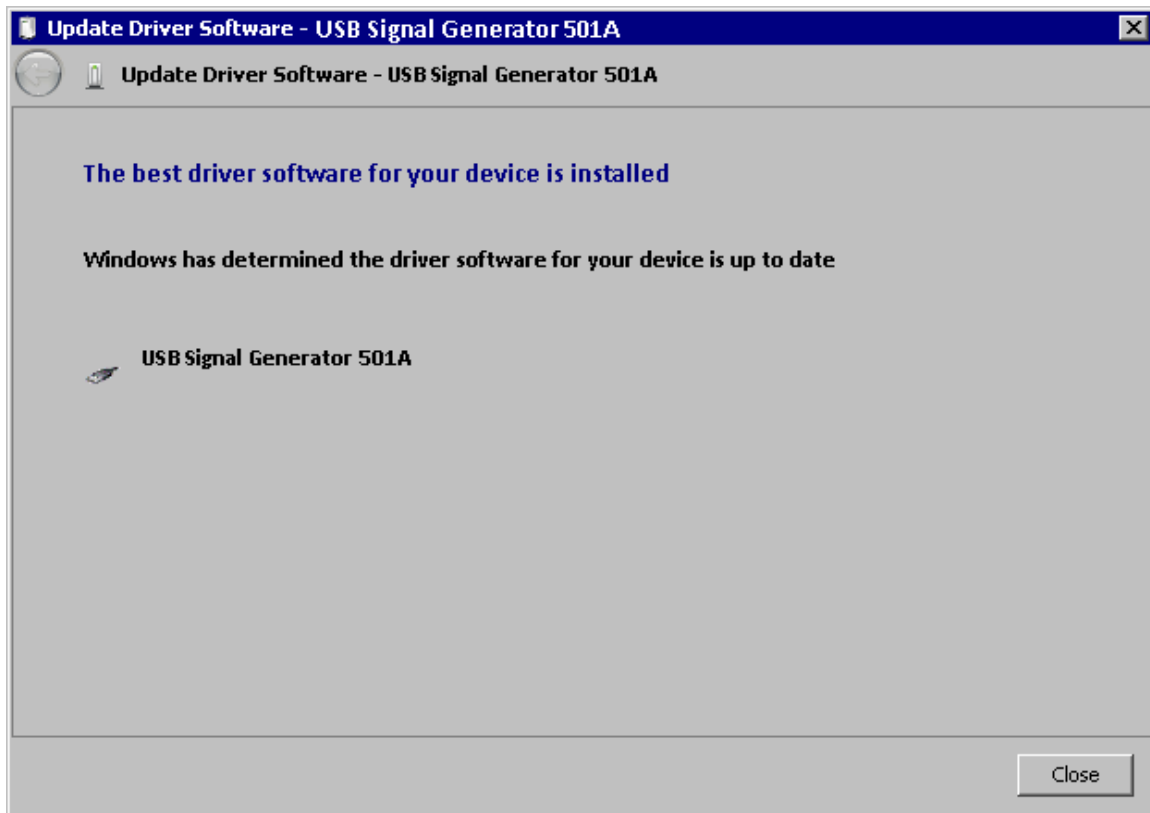 Update Driver Software - USB Signal Generator 501A
Update Driver Software - USB Signal Generator 501A
The best driver software for your device is installed
Windows has determined the driver software for your device is up to date
USB Signal Generator 501A
Close